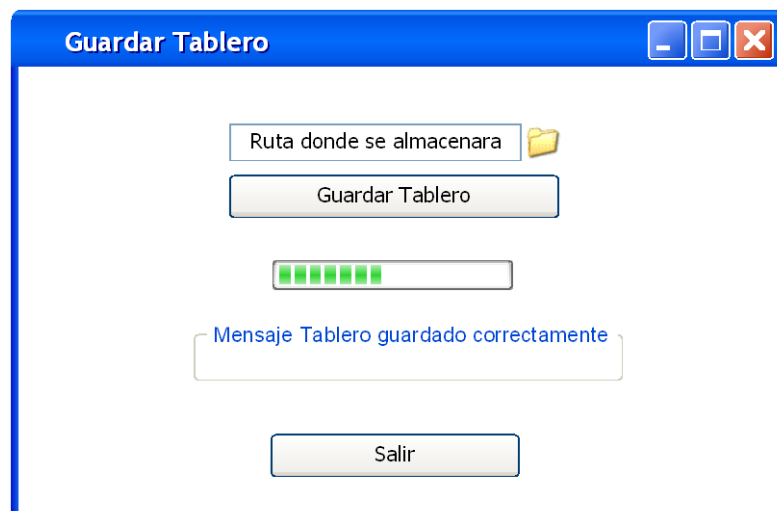 Guardar Tablero
Ruta donde se almacenara
Guardar Tablero
Mensaje Tablero guardado correctamente
Salir